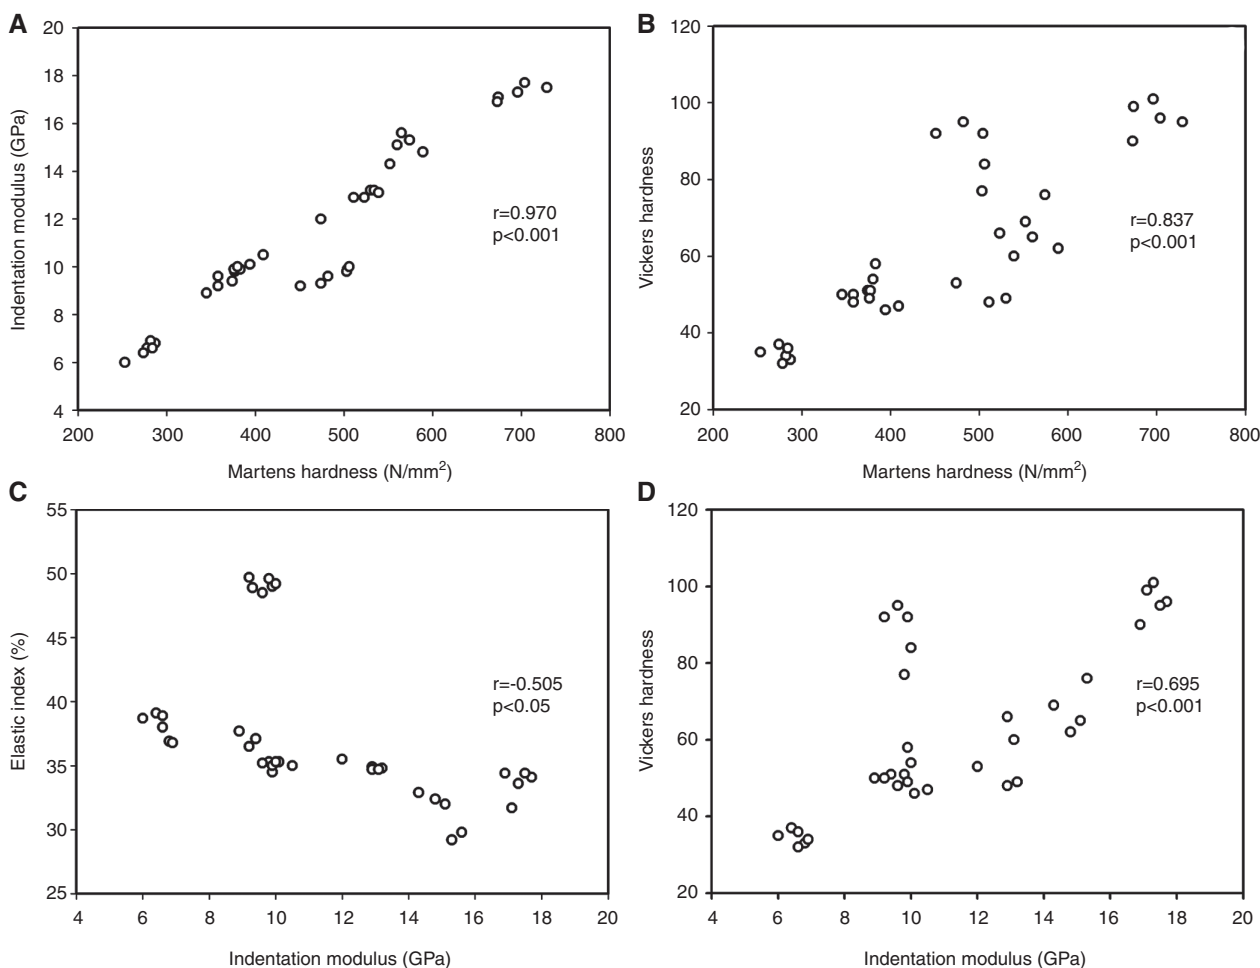 A
20
18
16
14
12
10
8
6
4
Indentation modulus (GPa)
r=0.970
p<0.001
200 300 400 500 600 700 800
Martens hardness (N/mm²)
B
120
100
80
60
40
20
Vickers hardness
r=0.837
p<0.001
200 300 400 500 600 700 800
Martens hardness (N/mm²)
C
55
50
45
40
35
30
25
Elastic index (%)
r=-0.505
p<0.05
4 6 8 10 12 14 16 18 20
Indentation modulus (GPa)
D
120
100
80
60
40
20
Vickers hardness
r=0.695
p<0.001
4 6 8 10 12 14 16 18 20
Indentation modulus (GPa)